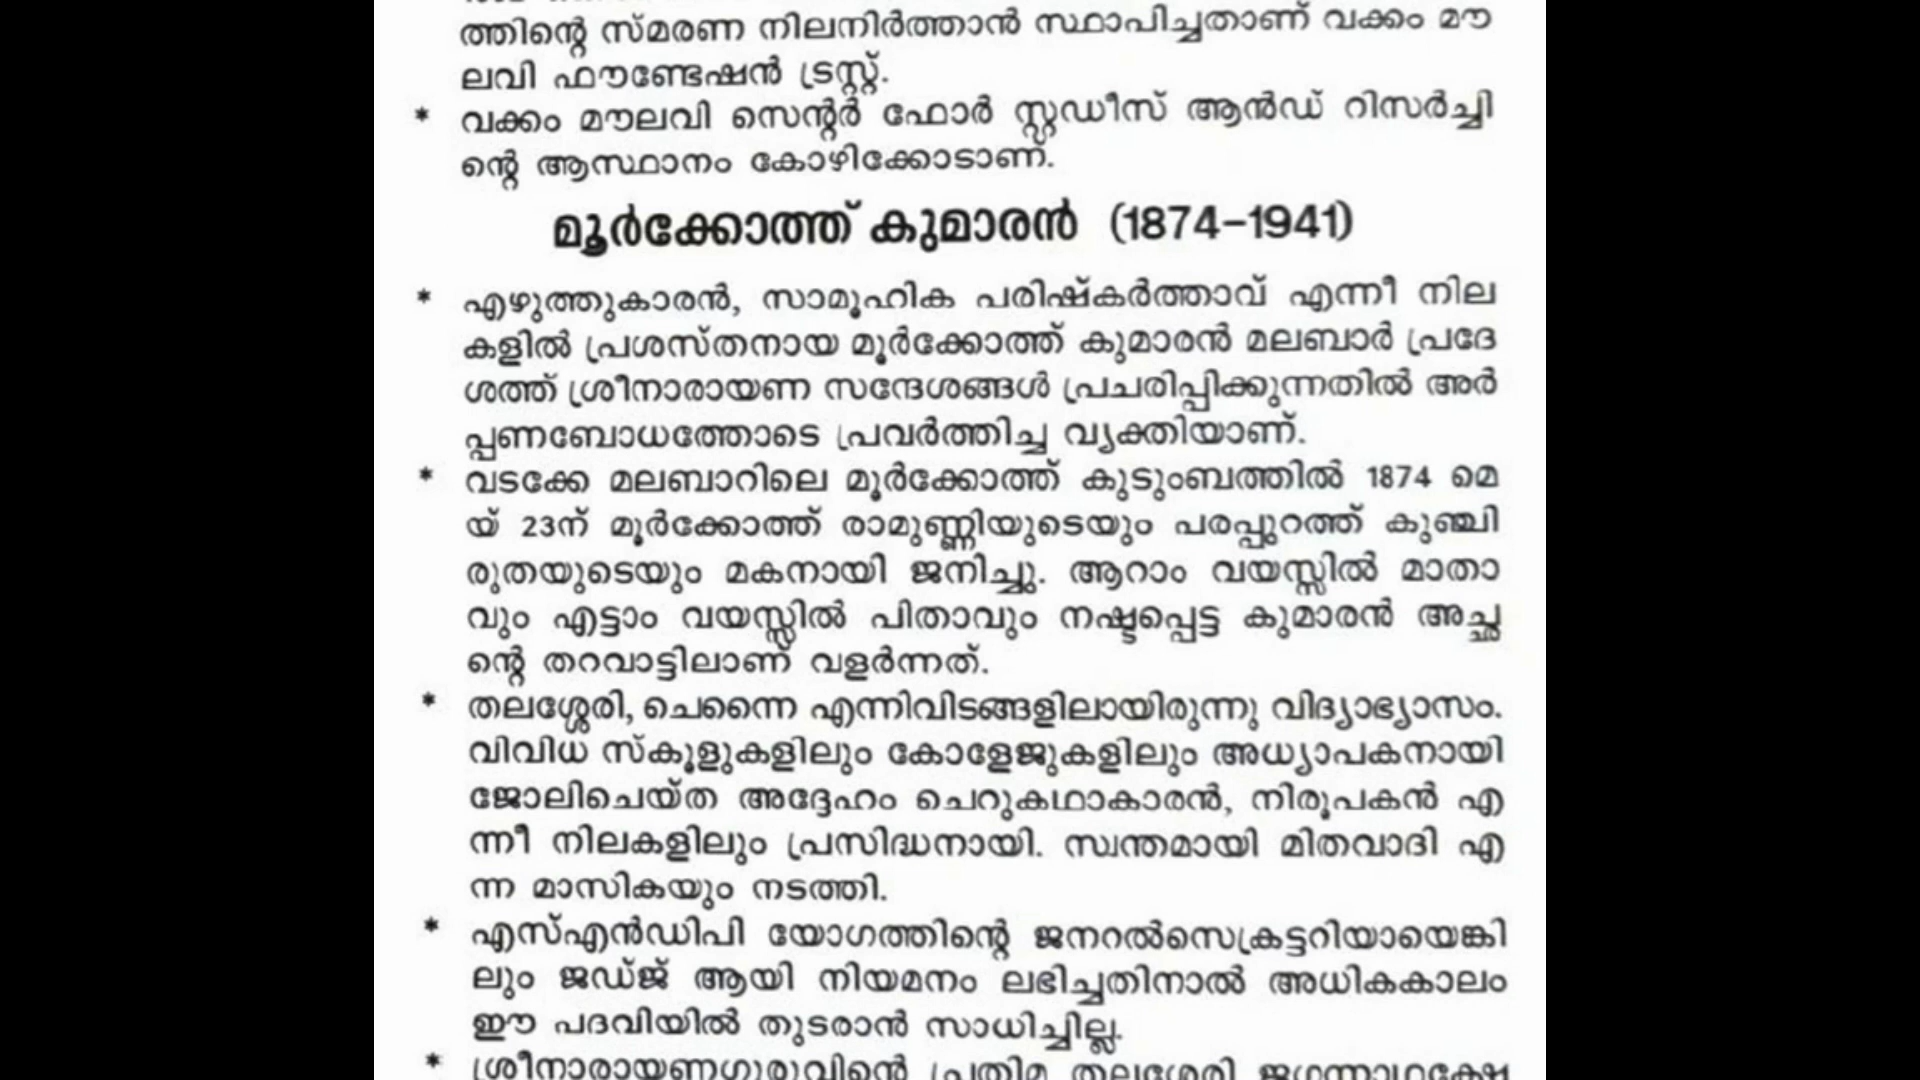 ത്തിന്റെ സ്മരണ നിലനിർത്താൻ സ്ഥാപിച്ചതാണ് വക്കം മൗ
ലവി ഫൗണ്ടേഷൻ ട്രസ്റ്റ്.
* വക്കം മൗലവി സെന്റർ ഫോർ സ്റ്റഡീസ് ആൻഡ് റിസർച്ചി
ന്റെ ആസ്ഥാനം കോഴിക്കോടാണ്.
മൂർക്കോത്ത് കുമാരൻ (1874-1941)
* എഴുത്തുകാരൻ, സാമൂഹിക പരിഷ്കർത്താവ് എന്നീ നില
കളിൽ പ്രശസ്തനായ മൂർക്കോത്ത് കുമാരൻ മലബാർ പ്രദേ
ശത്ത് ശ്രീനാരായണ സന്ദേശങ്ങൾ പ്രചരിപ്പിക്കുന്നതിൽ അർ
പ്പണബോധത്തോടെ പ്രവർത്തിച്ച വ്യക്തിയാണ്.
* വടക്കേ മലബാറിലെ മൂർക്കോത്ത് കുടുംബത്തിൽ 1874 മെ
യ് 23ന് മൂർക്കോത്ത് രാമുണ്ണിയുടെയും പരപ്പുറത്ത് കുഞ്ചി
രുതയുടെയും മകനായി ജനിച്ചു. ആറാം വയസ്സിൽ മാതാ
വും എട്ടാം വയസ്സിൽ പിതാവും നഷ്ടപ്പെട്ട കുമാരൻ അച്ഛ
ന്റെ തറവാട്ടിലാണ് വളർന്നത്.
* തലശ്ശേരി, ചെന്നൈ എന്നിവിടങ്ങളിലായിരുന്നു വിദ്യാഭ്യാസം.
വിവിധ സ്കൂളുകളിലും കോളേജുകളിലും അധ്യാപകനായി
ജോലിചെയ്ത അദ്ദേഹം ചെറുകഥാകാരൻ, നിരൂപകൻ എ
ന്നീ നിലകളിലും പ്രസിദ്ധനായി. സ്വന്തമായി മിതവാദി എ
ന്ന മാസികയും നടത്തി.
* എസ്എൻഡിപി യോഗത്തിന്റെ ജനറൽസെക്രട്ടറിയായെങ്കി
ലും ജഡ്ജ് ആയി നിയമനം ലഭിച്ചതിനാൽ അധികകാലം
ഈ പദവിയിൽ തുടരാൻ സാധിച്ചില്ല.
* ശ്രീനാരായണഗുരുവിന്റെ പ്രതിമ തലശ്ശേരി ജഗന്നാഥക്ഷേ